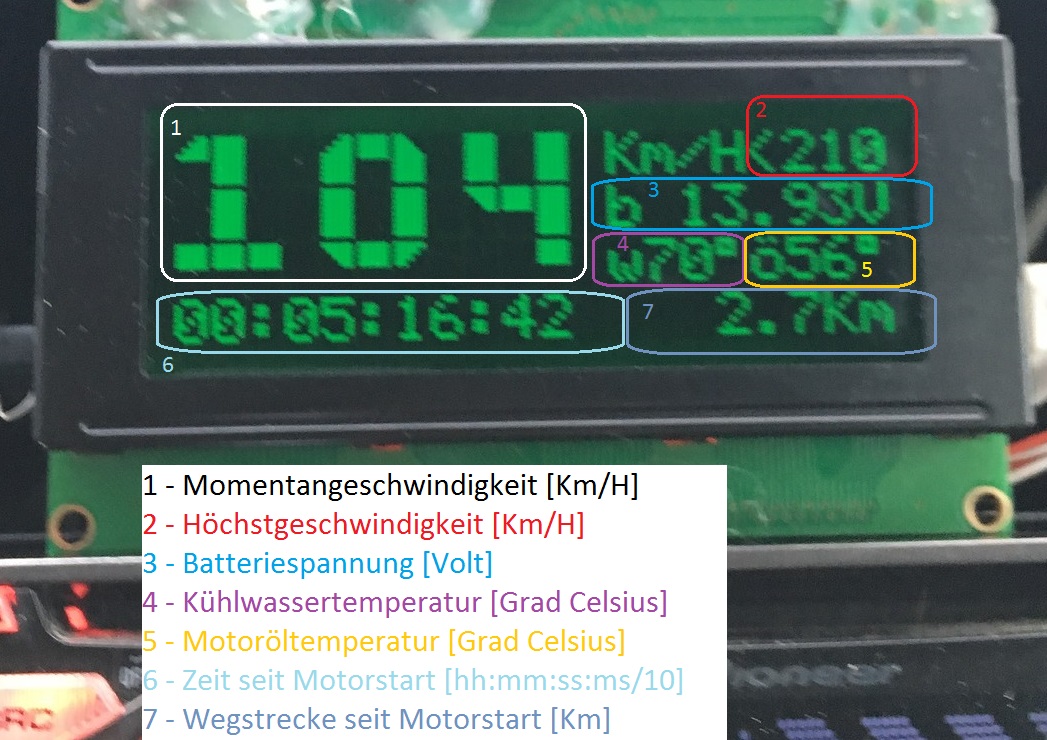 1
2
104
Km/H<210
3
b 13.93V
4
W70° ö56°
5
00:05:16:42
7
2.7Km
6
1 - Momentangeschwindigkeit [Km/H]
2 - Höchstgeschwindigkeit [Km/H]
3 - Batteriespannung [Volt]
4 - Kühlwassertemperatur [Grad Celsius]
5 - Motoröltemperatur [Grad Celsius]
6 - Zeit seit Motorstart [hh:mm:ss:ms/10]
7 - Wegstrecke seit Motorstart [Km]